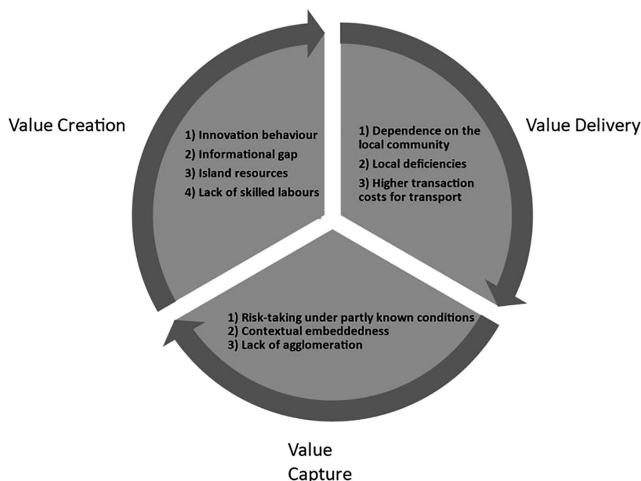 Value Creation
1) Innovation behaviour
2) Informational gap
3) Island resources
4) Lack of skilled labours
1) Dependence on the
local community
2) Local deficiencies
3) Higher transaction
costs for transport
Value Delivery
1) Risk-taking under partly known conditions
2) Contextual embeddedness
3) Lack of agglomeration
Value
Capture